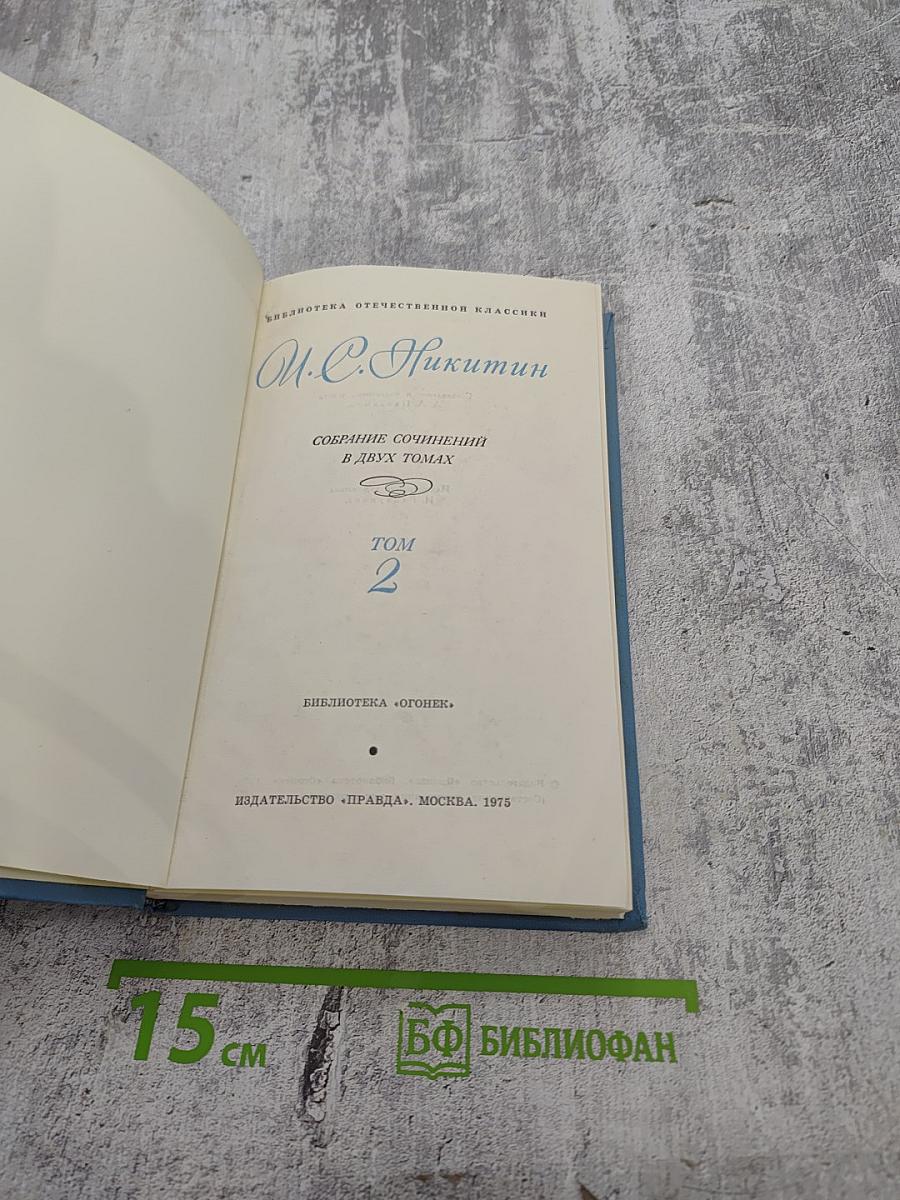 БИБЛИОТЕКА ОТЕЧЕСТВЕННОЙ КЛАССИКИ
И. С. Никитин
СОБРАНИЕ СОЧИНЕНИЙ
В ДВУХ ТОМАХ
ТОМ
2
БИБЛИОТЕКА «ОГОНЕК»
ИЗДАТЕЛЬСТВО «ПРАВДА». МОСКВА. 1975
15 см
БФ БИБЛИОФАН